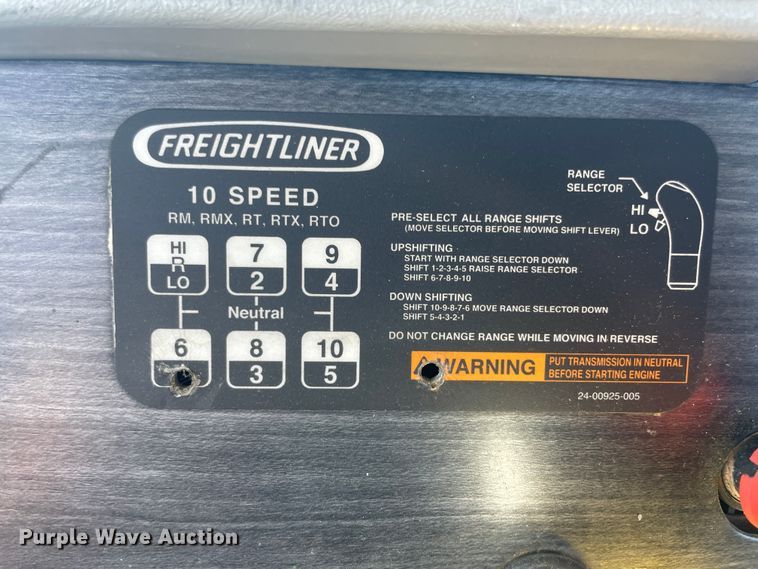 FREIGHTLINER
10 SPEED
RM, RMX, RT, RTX, RTO
HI 7 9
R
LO 2 4
Neutral
6 8 10
3 5
RANGE
SELECTOR
HI
LO
PRE-SELECT ALL RANGE SHIFTS
(MOVE SELECTOR BEFORE MOVING SHIFT LEVER)
UPSHIFTING
START WITH RANGE SELECTOR DOWN
SHIFT 1-2-3-4-5 RAISE RANGE SELECTOR
SHIFT 6-7-8-9-10
DOWN SHIFTING
SHIFT 10-9-8-7-6 MOVE RANGE SELECTOR DOWN
SHIFT 5-4-3-2-1
DO NOT CHANGE RANGE WHILE MOVING IN REVERSE
WARNING
PUT TRANSMISSION IN NEUTRAL
BEFORE STARTING ENGINE
24-00925-005
Purple Wave Auction